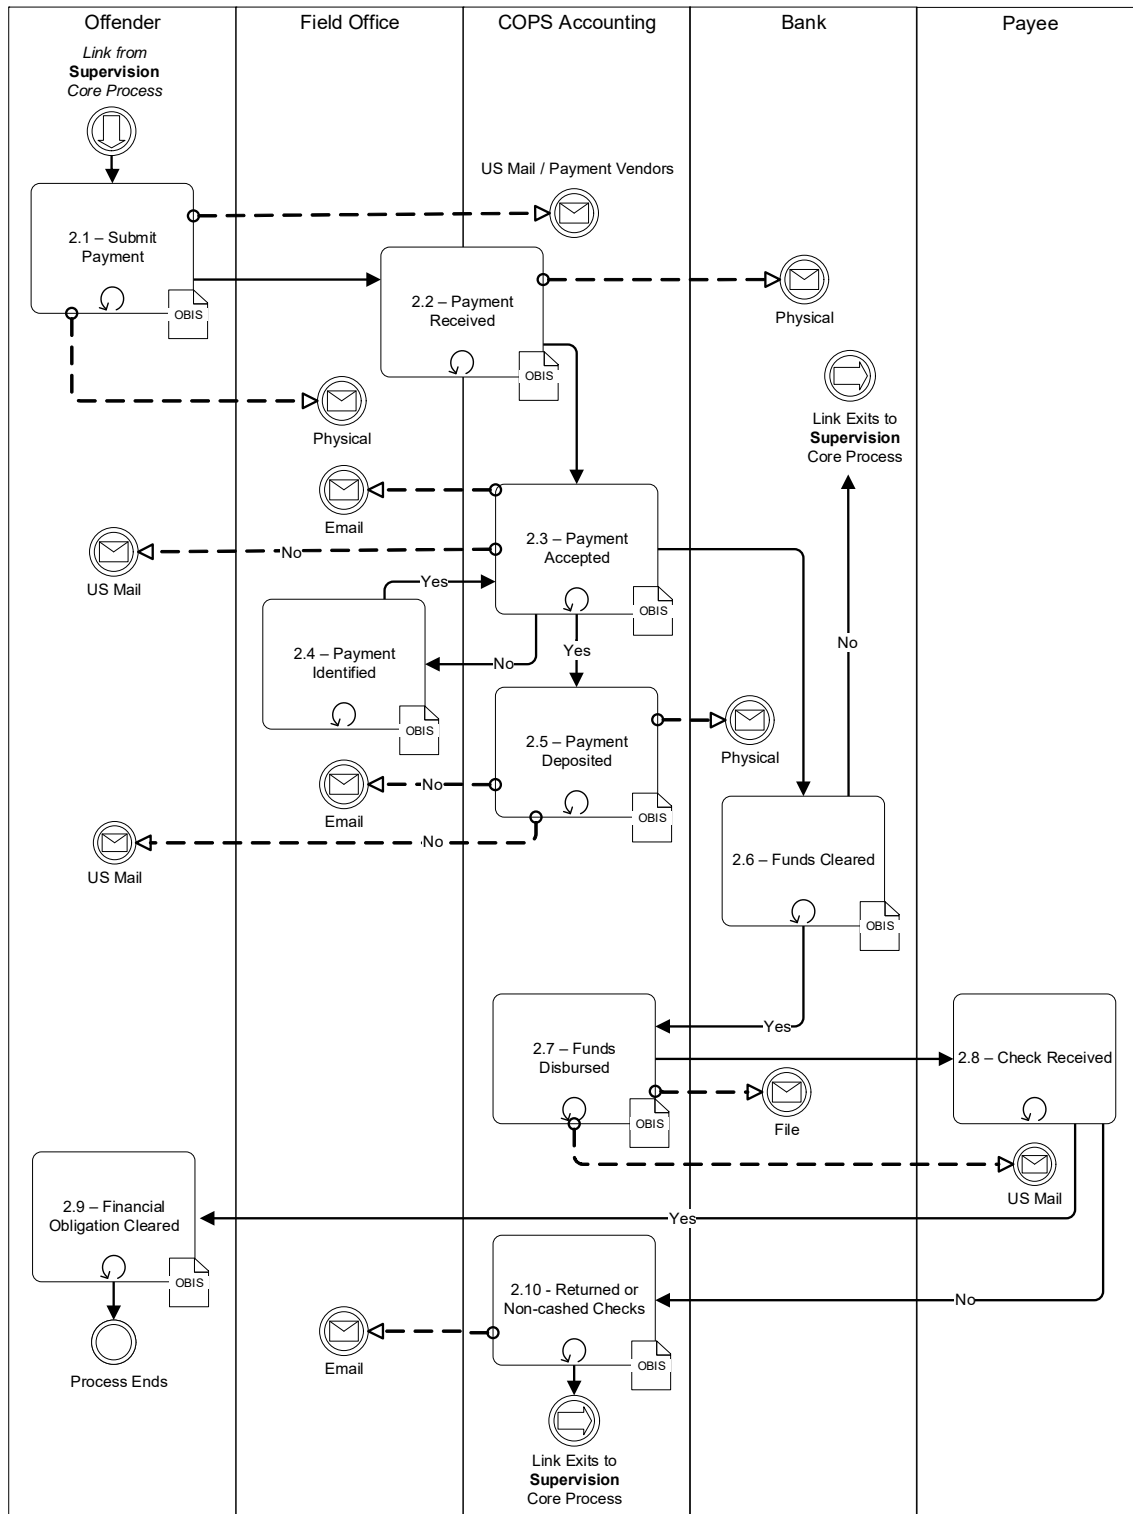 Offender
Field Office
COPS Accounting
Bank
Payee
Link from
Supervision
Core Process
US Mail / Payment Vendors
2.1 – Submit
Payment
OBIS
2.2 – Payment
Received
OBIS
Physical
Physical
Link Exits to
Supervision
Core Process
Email
2.3 – Payment
Accepted
OBIS
No
US Mail
Yes
2.4 – Payment
Identified
OBIS
No
Yes
No
2.5 – Payment
Deposited
OBIS
Physical
No
Email
No
US Mail
2.6 – Funds Cleared
OBIS
Yes
2.7 – Funds
Disbursed
OBIS
2.8 – Check Received
File
US Mail
2.9 – Financial
Obligation Cleared
OBIS
Yes
2.10 - Returned or
Non-cashed Checks
OBIS
No
Email
Process Ends
Link Exits to
Supervision
Core Process